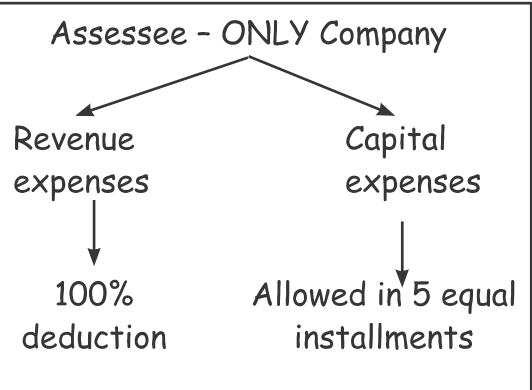 Assessee – ONLY Company
Revenue
expenses
Capital
expenses
100%
deduction
Allowed in 5 equal
installments